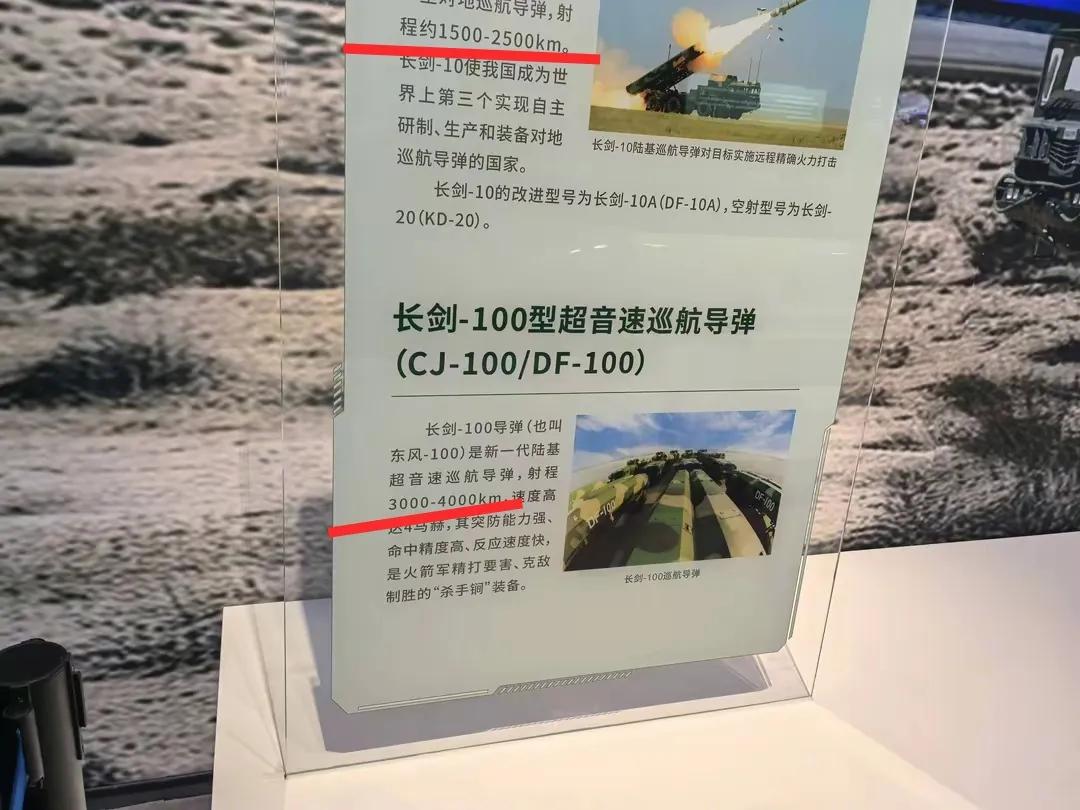 对地巡航导弹,射
程约1500-2500km。
长剑-10使我国成为世
界上第三个实现自主
研制、生产和装备对地
巡航导弹的国家。
长剑-10陆基巡航导弹对目标实施远程精确火力打击
长剑-10的改进型号为长剑-10A(DF-10A),空射型号为长剑-
20(KD-20)。
长剑-100型超音速巡航导弹
(CJ-100/DF-100)
长剑-100导弹(也叫
东风-100)是新一代陆基
超音速巡航导弹,射程
3000-4000km,速度高
达4马赫,其突防能力强、
命中精度高、反应速度快,
是火箭军精打要害、克敌
制胜的“杀手锏”装备。
DF-100
DF-100
长剑-100巡航导弹